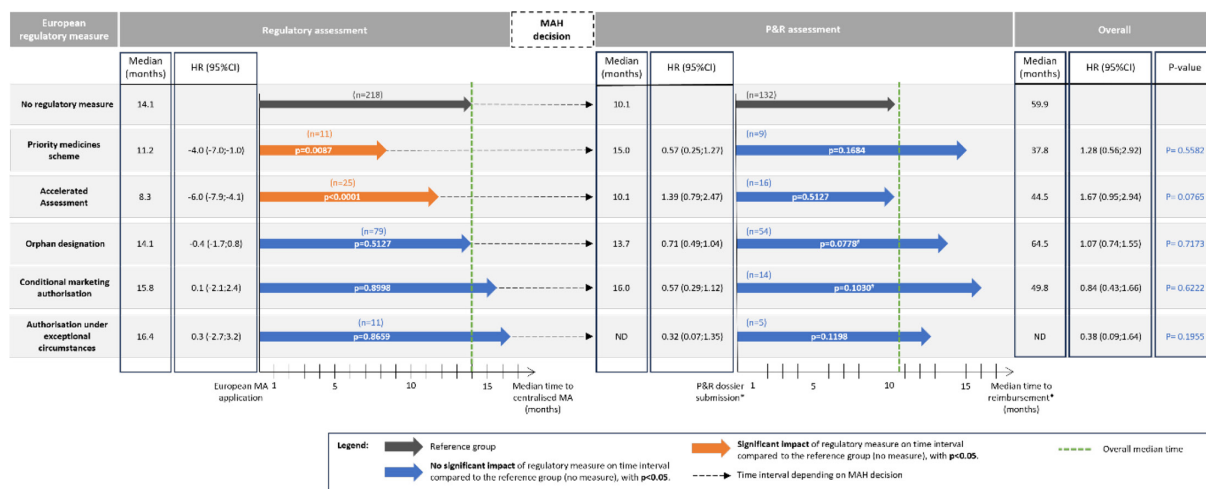 European regulatory measure
Regulatory assessment
MAH decision
P&R assessment
Overall
Median (months)
HR (95%CI)
Median (months)
HR (95%CI)
Median (months)
HR (95%CI)
P-value
No regulatory measure
14.1
(n=218)
10.1
(n=132)
59.9
Priority medicines scheme
11.2
-4.0 (-7.0;-1.0)
(n=11)
p=0.0087
15.0
0.57 (0.25;1.27)
(n=9)
p=0.1684
37.8
1.28 (0.56;2.92)
P= 0.5582
Accelerated Assessment
8.3
-6.0 (-7.9;-4.1)
(n=25)
p<0.0001
10.1
1.39 (0.79;2.47)
(n=16)
p=0.5127
44.5
1.67 (0.95;2.94)
P= 0.0765
Orphan designation
14.1
-0.4 (-1.7;0.8)
(n=79)
p=0.5127
13.7
0.71 (0.49;1.04)
(n=54)
p=0.0778
64.5
1.07 (0.74;1.55)
P= 0.7173
Conditional marketing authorisation
15.8
0.1 (-2.1;2.4)
p=0.8998
16.0
0.57 (0.29;1.12)
(n=14)
p=0.1030
49.8
0.84 (0.43;1.66)
P= 0.6222
Authorisation under exceptional circumstances
16.4
0.3 (-2.7;3.2)
(n=11)
p=0.8659
ND
0.32 (0.07;1.35)
(n=5)
p=0.1198
ND
0.38 (0.09;1.64)
P= 0.1955
European MA application
1
5
10
15
Median time to centralised MA (months)
P&R dossier submission*
1
5
10
15
Median time to reimbursement* (months)
Legend:
Reference group
No significant impact of regulatory measure on time interval
compared to the reference group (no measure), with p<0.05.
Significant impact of regulatory measure on time interval
compared to the reference group (no measure), with p<0.05.
Time interval depending on MAH decision
Overall median time